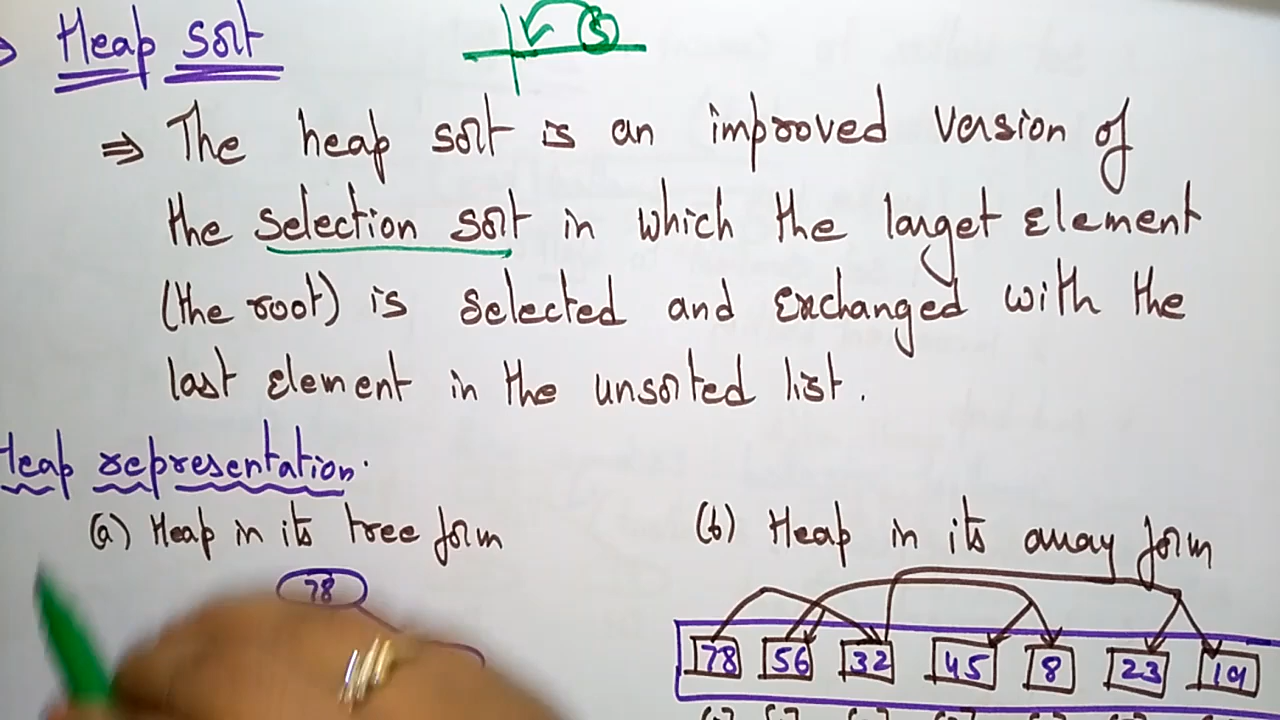 Heap sort
S
⇒ The heap sort is an improved version of
the selection sort in which the larget element
(the root) is selected and exchanged with the
last element in the unsorted list.
Heap representation.
(a) Heap in its tree form
(b) Heap in its array form
78
78 56 32 45 8 23 19